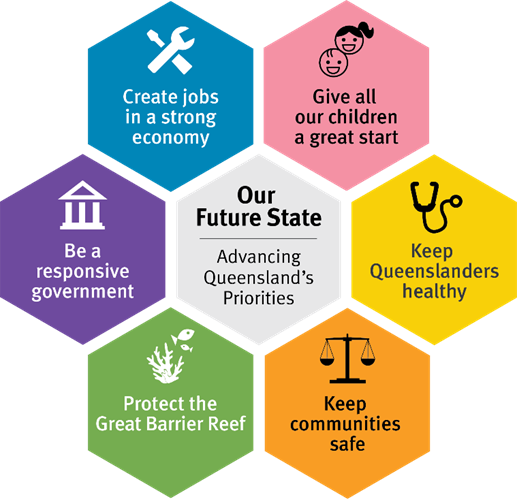 Create jobs
in a strong
economy
Give all
our children
a great start
Be a
responsive
government
Our
Future State
Advancing
Queensland's
Priorities
Keep
Queenslanders
healthy
Protect the
Great Barrier Reef
Keep
communities
safe